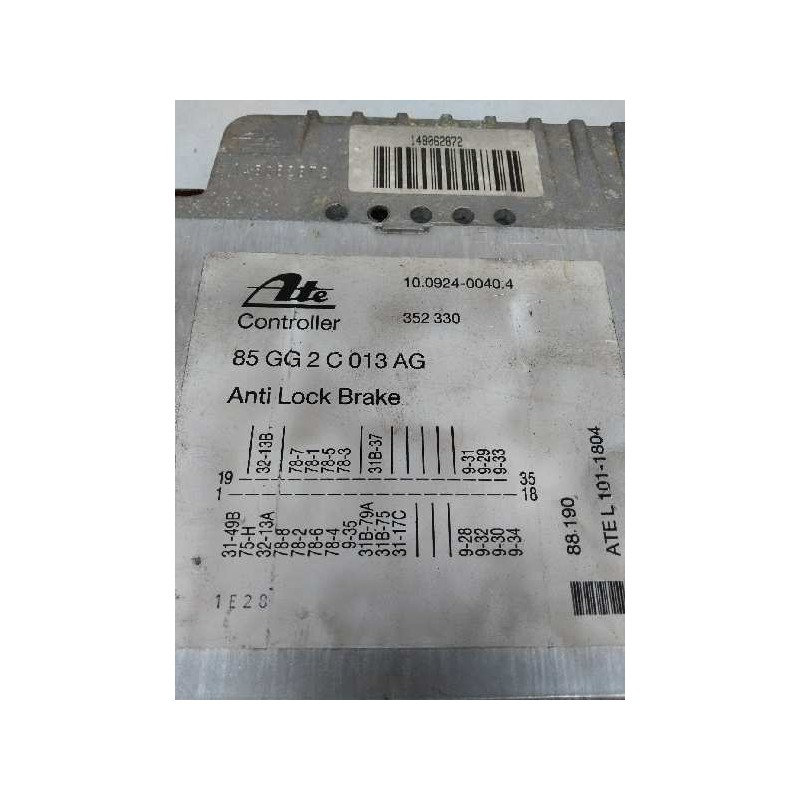 148062872
Ate
10.0924-0040.4
Controller
352 330
85 GG 2 C 013 AG
Anti Lock Brake
32-13B
78-7
78-1
78-5
78-3
31B-37
9-31
9-29
9-33
19
35
1
18
31-49B
75-H
32-13A
78-8
78-2
78-6
78-4
9-35
31B-79A
31B-75
31-17C
9-28
9-32
9-30
9-34
88.190
ATE L 101-1804
1E28